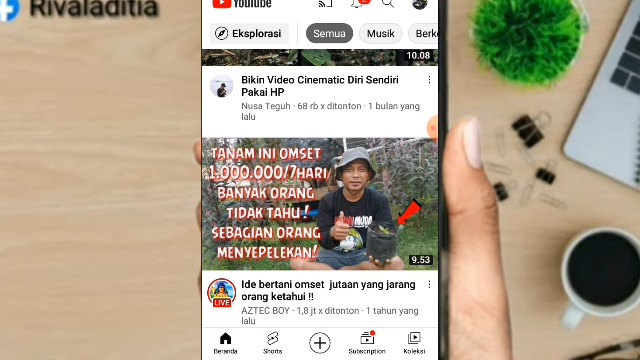 Rivaladitia
YouTube
Eksplorasi
Semua
Musik
Berk
10.08
Bikin Video Cinematic Diri Sendiri
Pakai HP
Nusa Teguh · 68 rb x ditonton · 1 bulan yang
lalu
TANAM INI OMSET
1.000.000/7HARI
BANYAK ORANG
TIDAK TAHU!
SEBAGIAN ORANG
MENYEPELEKAN!
9.53
LIVE
Ide bertani omset jutaan yang jarang
orang ketahui !!
AZTEC BOY · 1,8 jt x ditonton · 1 tahun yang
lalu
Beranda
Shorts
Subscription
Koleksi